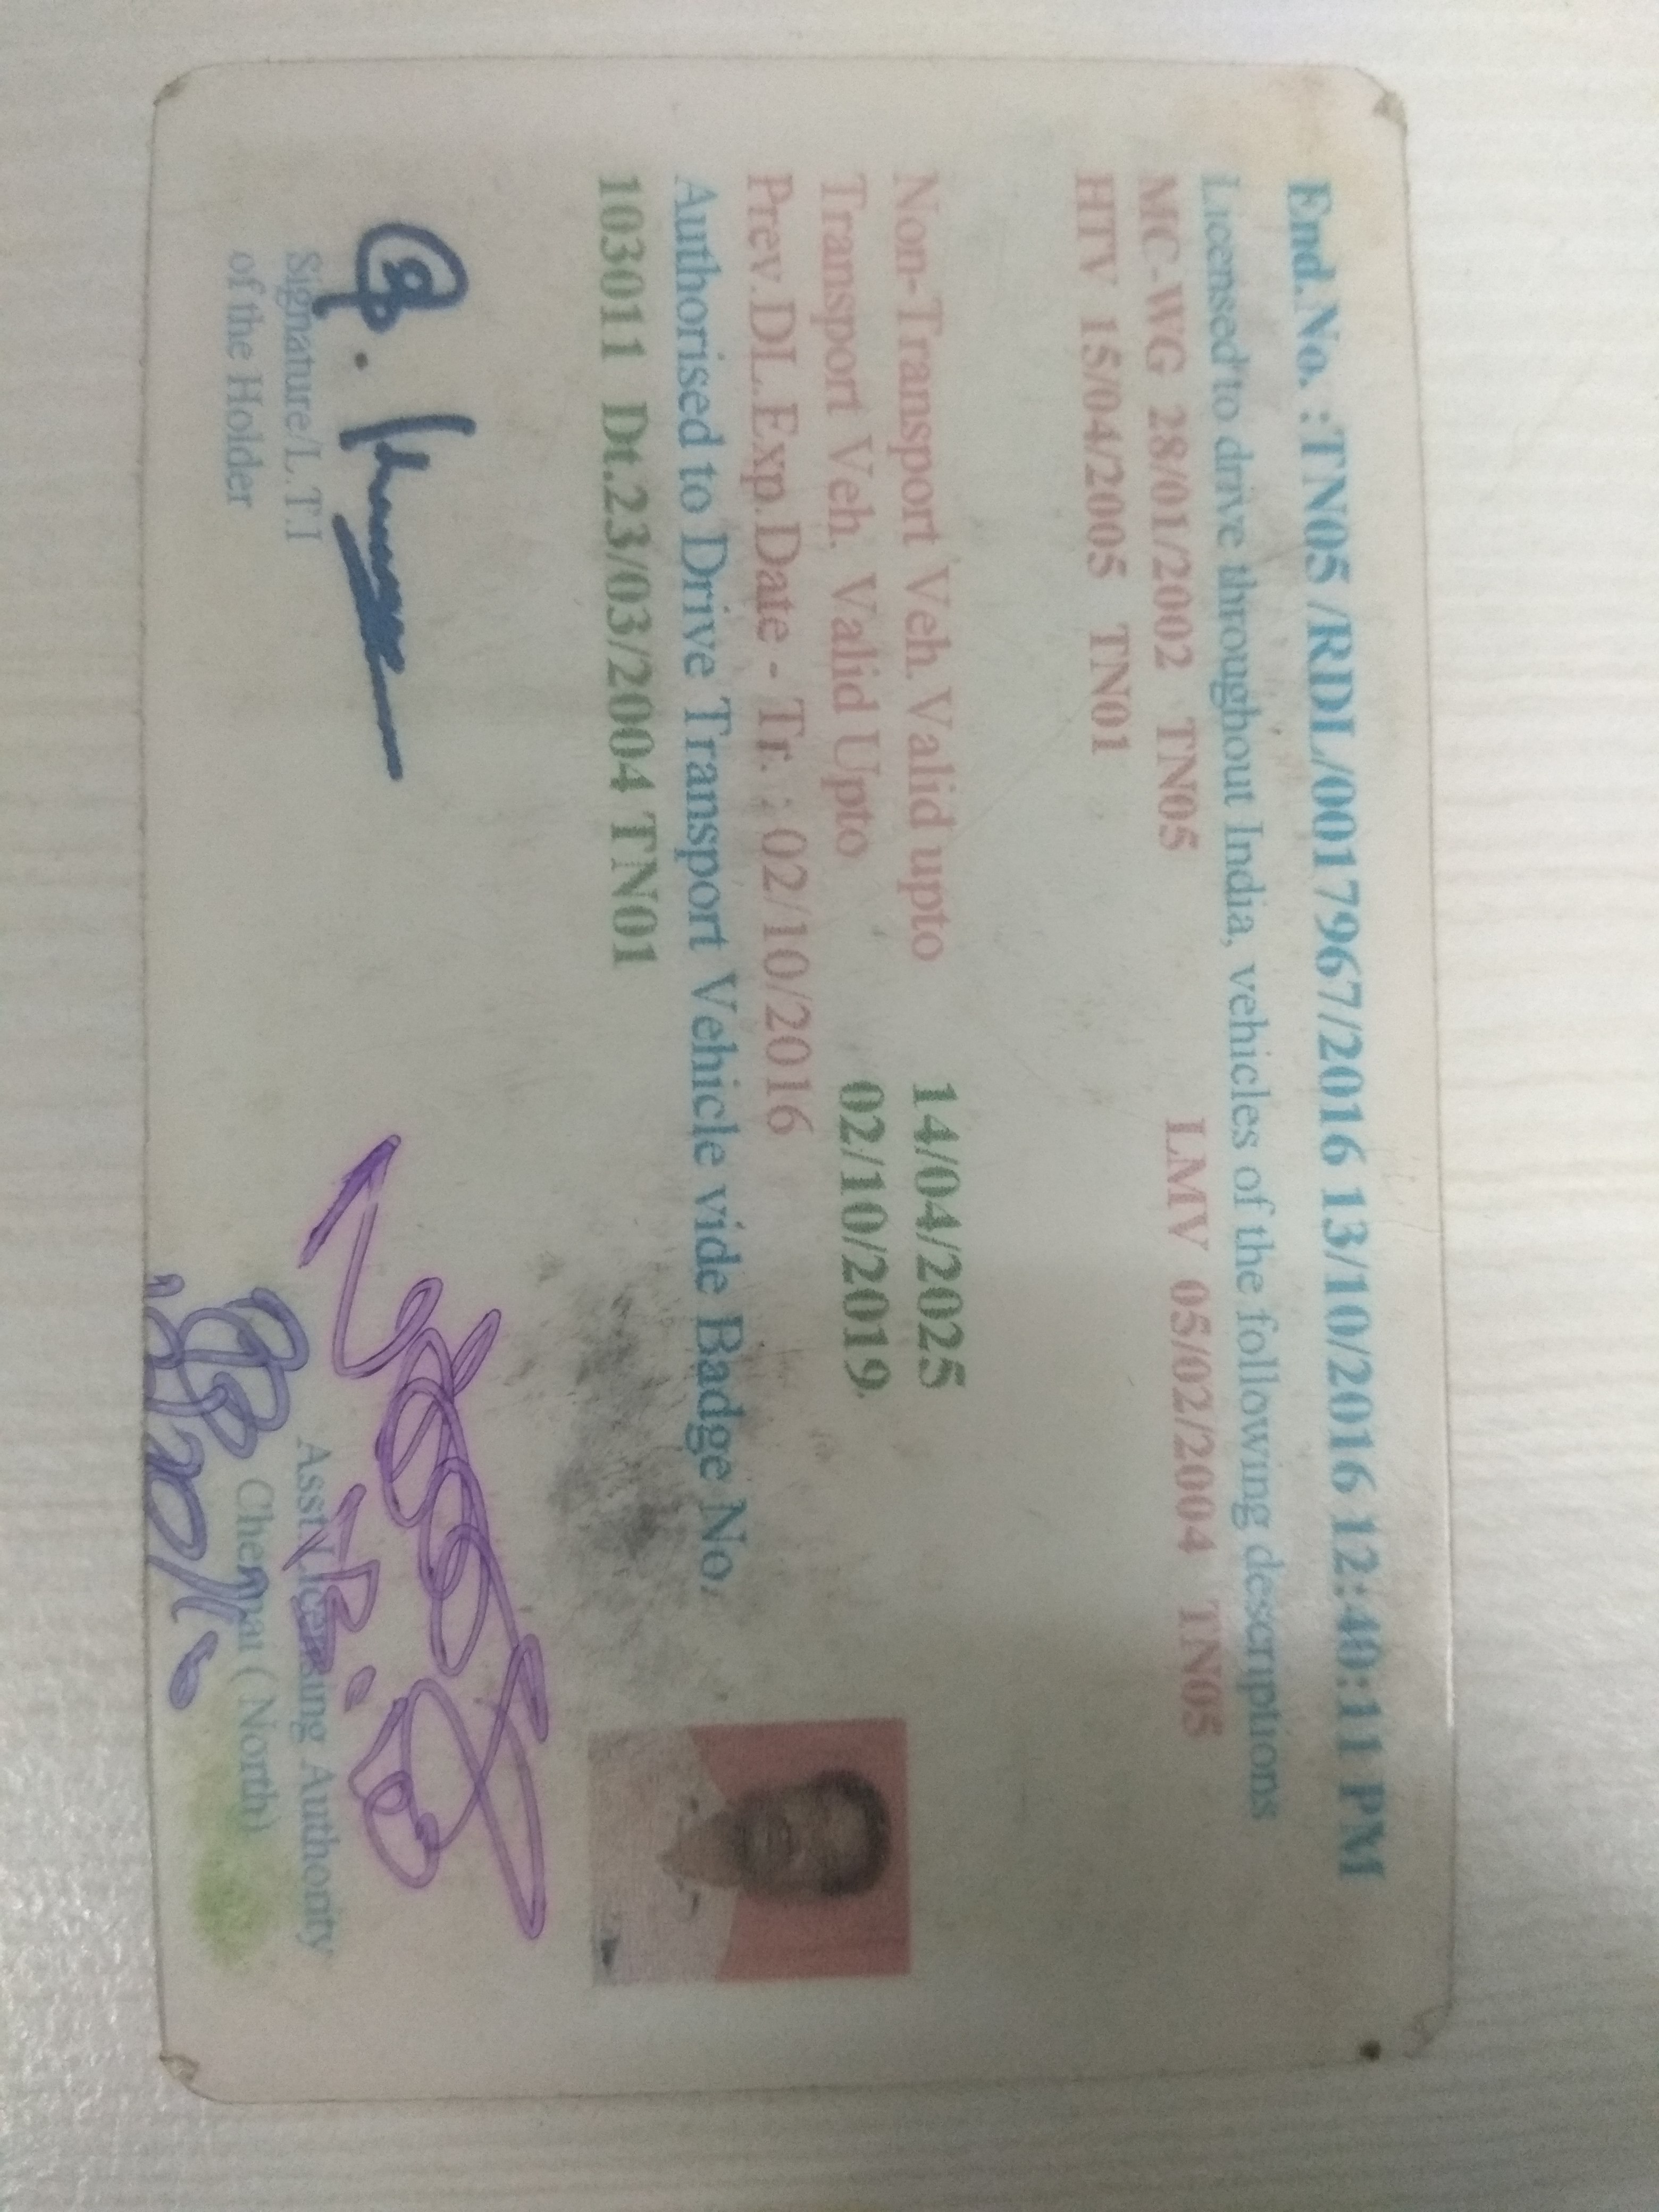 End.No. :TN05 /RDL/0017967/2016 13/10/2016 12:40:11 PM
Licensed to drive throughout India, vehicles of the following descriptions
MC-WG 28/01/2002 TN05 LMV 05/02/2004 TN05
HTV 15/04/2005 TN01
Non-Transport Veh.Valid upto 14/04/2025
Transport Veh. Valid Upto 02/10/2019.
Prev.DL.Exp.Date - Tr. : 02/10/2016
Authorised to Drive Transport Vehicle vide Badge No.
103011 Dt.23/03/2004 TN01
Signature/L.T.I
of the Holder
Asst.Licensing Authority
Chennai ( North)